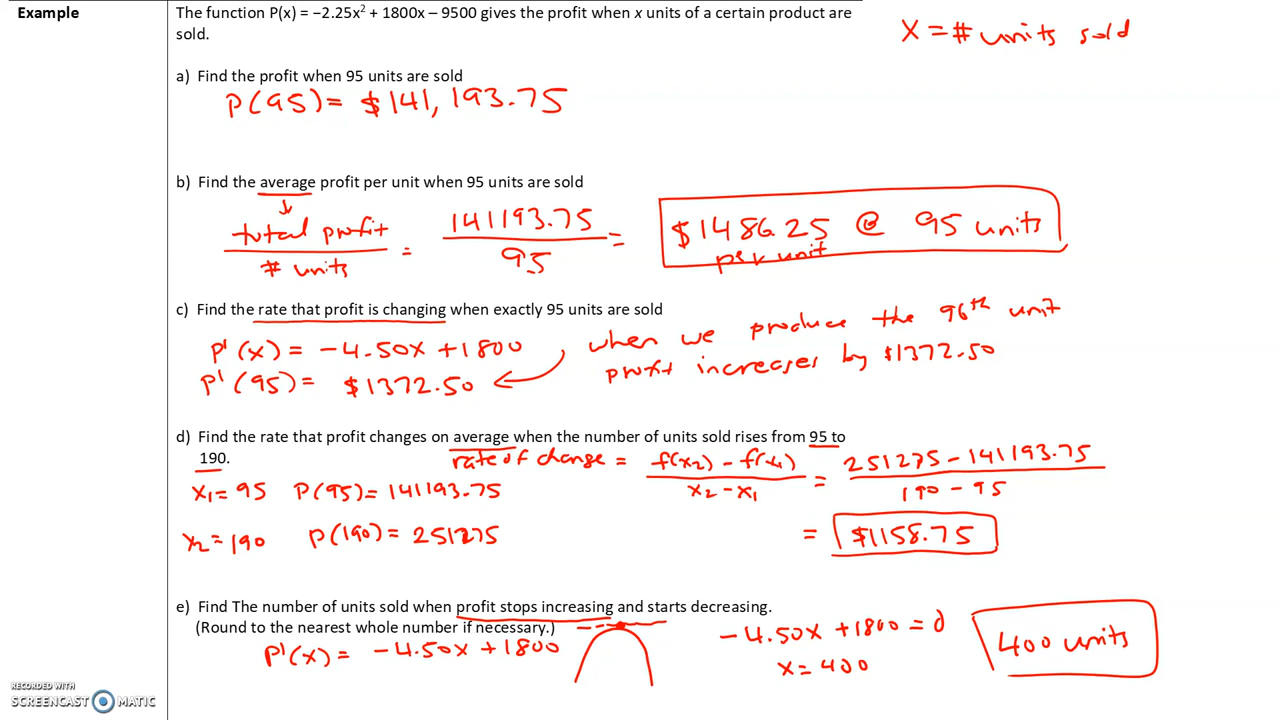 Example
The function P(x) = −2.25x² + 1800x – 9500 gives the profit when x units of a certain product are
sold.
X = # units sold
a) Find the profit when 95 units are sold
P(95) = $141,193.75
b) Find the average profit per unit when 95 units are sold
total profit / # units = 141193.75 / 95 = $1486.25 @ 95 units
per unit
c) Find the rate that profit is changing when exactly 95 units are sold
P'(x) = -4.50x + 1800
P'(95) = $1372.50
when we produce the 96th unit
profit increases by $1372.50
d) Find the rate that profit changes on average when the number of units sold rises from 95 to
190.
rate of change = f(x2) - f(x1) / x2 - x1 = 251275 - 141193.75 / 190 - 95
x1 = 95 P(95) = 141193.75
x2 = 190 P(190) = 251275
= $1158.75
e) Find The number of units sold when profit stops increasing and starts decreasing.
(Round to the nearest whole number if necessary.)
P'(x) = -4.50x + 1800
-4.50x + 1800 = 0
x = 400
400 units
RECORDED WITH
SCREENCAST MATIC